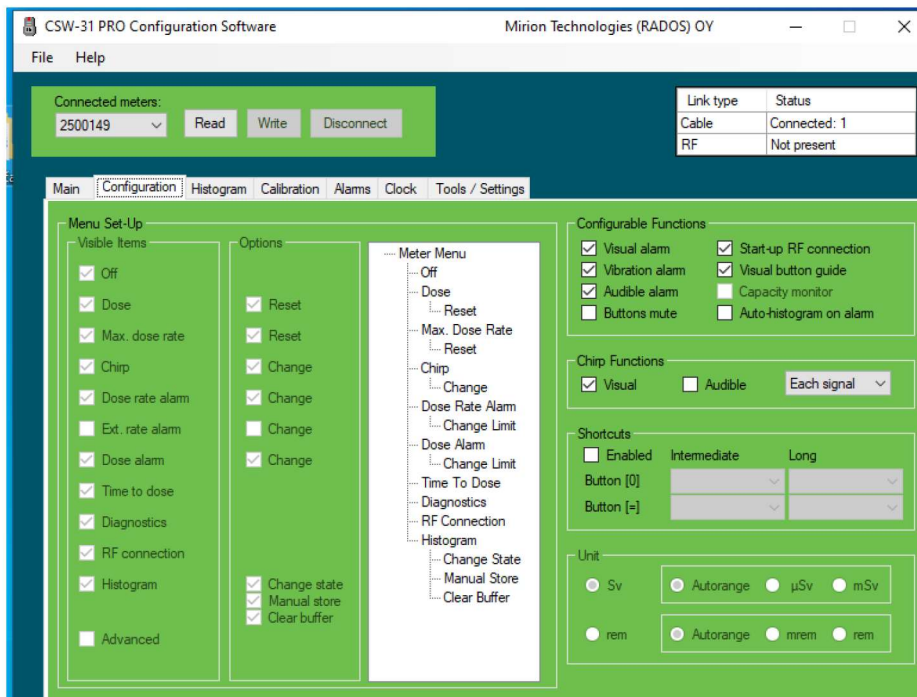 CSW-31 PRO Configuration Software Mirion Technologies (RADOS) OY
File Help
Connected meters:
2500149 Read Write Disconnect
Link type Status
Cable Connected: 1
RF Not present
Main Configuration Histogram Calibration Alarms Clock Tools / Settings
Menu Set-Up
Visible Items
Off
Dose
Max. dose rate
Chirp
Dose rate alarm
Ext. rate alarm
Dose alarm
Time to dose
Diagnostics
RF connection
Histogram
Advanced
Options
Reset
Reset
Change
Change
Change
Change
Change state
Manual store
Clear buffer
Meter Menu
Off
Dose
Reset
Max. Dose Rate
Reset
Chirp
Change
Dose Rate Alarm
Change Limit
Dose Alarm
Change Limit
Time To Dose
Diagnostics
RF Connection
Histogram
Change State
Manual Store
Clear Buffer
Configurable Functions
Visual alarm Start-up RF connection
Vibration alarm Visual button guide
Audible alarm Capacity monitor
Buttons mute Auto-histogram on alarm
Chirp Functions
Visual Audible Each signal
Shortcuts
Enabled Intermediate Long
Button [0]
Button [=]
Unit
Sv Autorange µSv mSv
rem Autorange mrem rem